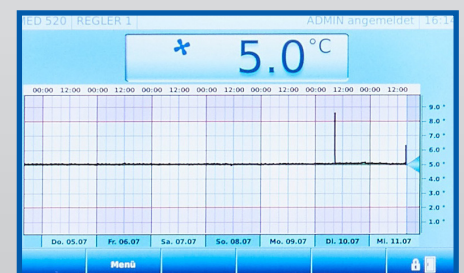 MED 520 | REGLER 1 | ADMIN angemeldet | 16:14
5.0 °C
00:00 12:00 00:00 12:00 00:00 12:00 00:00 12:00 00:00 12:00 00:00 12:00 00:00 12:00
9.0 °
8.0 °
7.0 °
6.0 °
5.0 °
4.0 °
3.0 °
2.0 °
1.0 °
Do. 05.07 Fr. 06.07 Sa. 07.07 So. 08.07 Mo. 09.07 Di. 10.07 Mi. 11.07
Menü